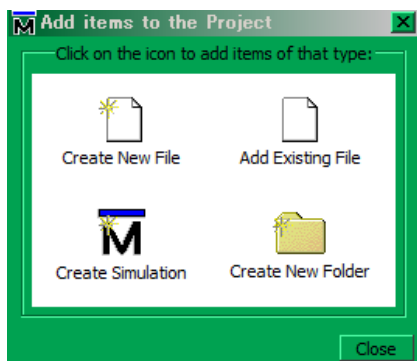 Add items to the Project
Click on the icon to add items of that type:
Create New File
Add Existing File
Create Simulation
Create New Folder
Close